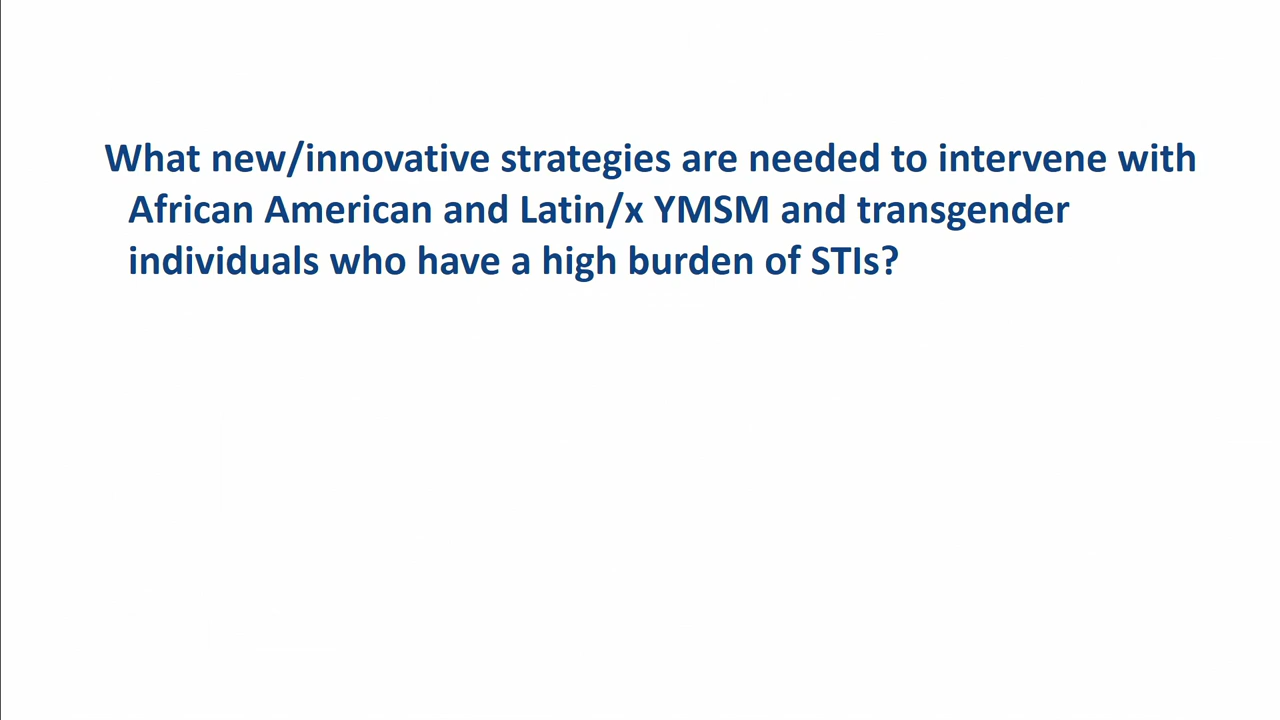 What new/innovative strategies are needed to intervene with
African American and Latin/x YMSM and transgender
individuals who have a high burden of STIs?